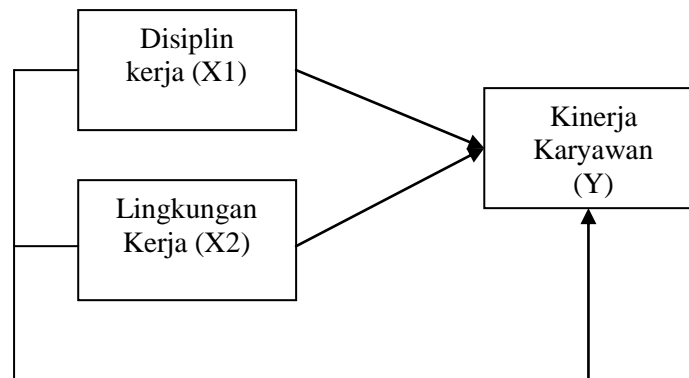 Disiplin
kerja (X1)
Kinerja
Karyawan
(Y)
Lingkungan
Kerja (X2)